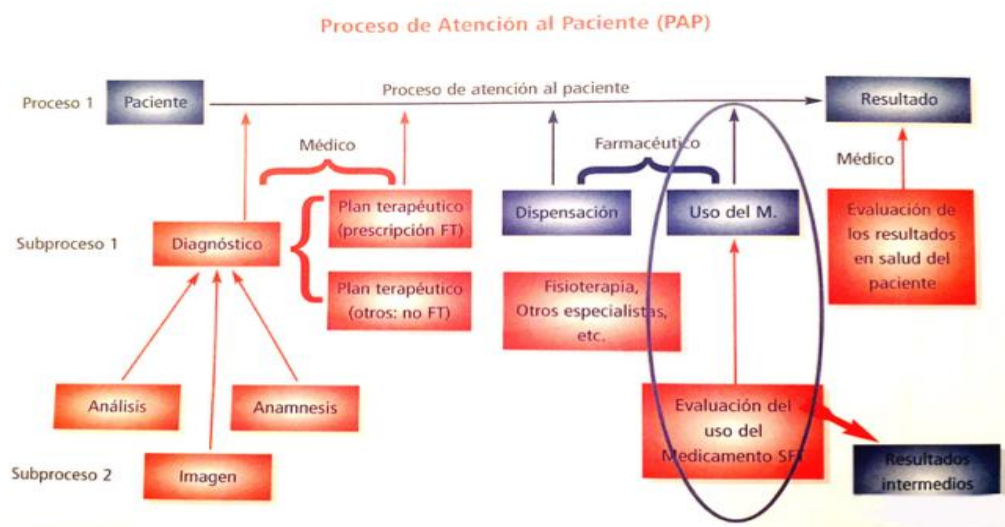 Proceso de Atención al Paciente (PAP)
Proceso 1
Paciente
Proceso de atención al paciente
Resultado
Médico
Farmacéutico
Médico
Subproceso 1
Diagnóstico
Plan terapéutico
(prescripción FT)
Plan terapéutico
(otros: no FT)
Dispensación
Uso del M.
Fisioterapia,
Otros especialistas,
etc.
Evaluación de
los resultados
en salud del
paciente
Análisis
Anamnesis
Evaluación del
uso del
Medicamento SFT
Subproceso 2
Imagen
Resultados
intermedios